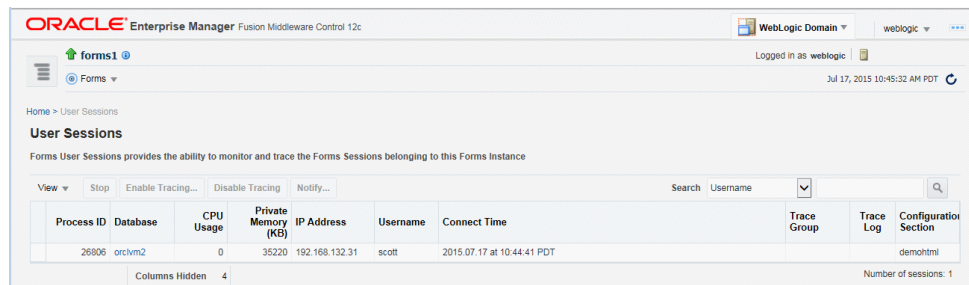 ORACLE Enterprise Manager Fusion Middleware Control 12c
WebLogic Domain
weblogic
forms1
Logged in as weblogic
Forms
Jul 17, 2015 10:45:32 AM PDT
Home > User Sessions
User Sessions
Forms User Sessions provides the ability to monitor and trace the Forms Sessions belonging to this Forms Instance
View Stop Enable Tracing... Disable Tracing Notify... Search Username
Process ID Database CPU Usage Private Memory (KB) IP Address Username Connect Time Trace Group Trace Log Configuration Section
26806 orclvm2 0 35220 192.168.132.31 scott 2015.07.17 at 10:44:41 PDT demohtml
Columns Hidden 4 Number of sessions: 1